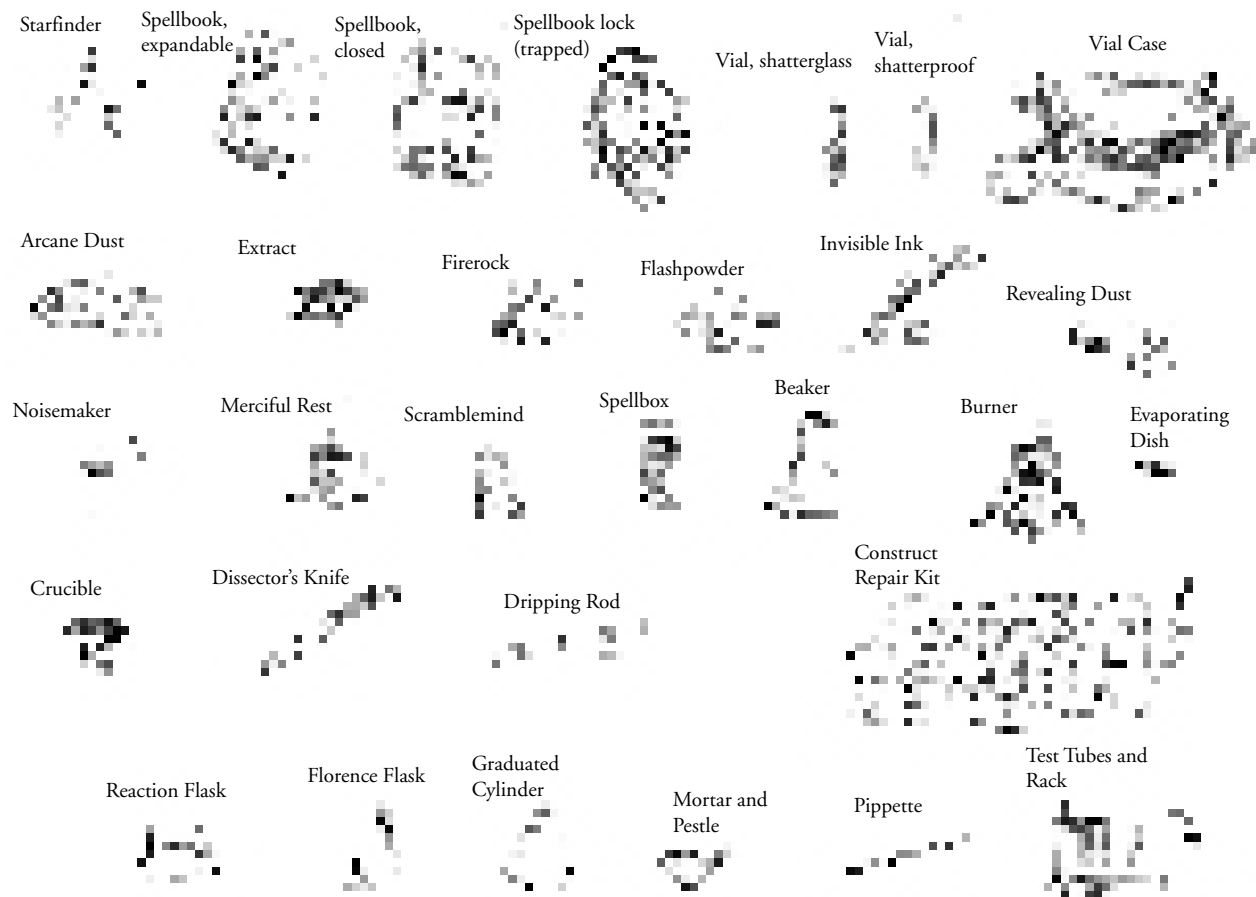 Starfinder
Spellbook,
expandable
Spellbook,
closed
Spellbook lock
(trapped)
Vial, shatterglass
Vial,
shatterproof
Vial Case
Arcane Dust
Extract
Firerock
Flashpowder
Invisible Ink
Revealing Dust
Noisemaker
Merciful Rest
Scramblemind
Spellbox
Beaker
Burner
Evaporating
Dish
Crucible
Dissector's Knife
Dripping Rod
Construct
Repair Kit
Reaction Flask
Florence Flask
Graduated
Cylinder
Mortar and
Pestle
Pippette
Test Tubes and
Rack